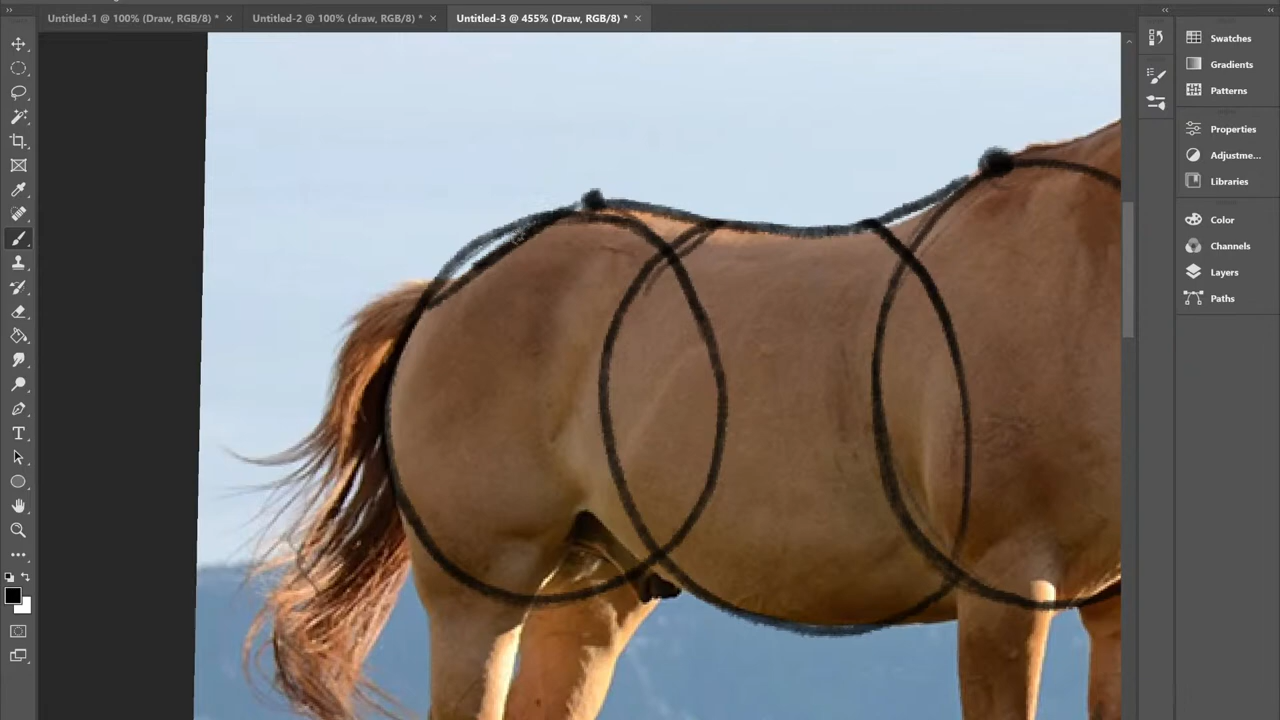 Untitled-1 @ 100% (Draw, RGB/8) *
Untitled-2 @ 100% (draw, RGB/8) *
Untitled-3 @ 455% (Draw, RGB/8) *
Swatches
Gradients
Patterns
Properties
Adjustme...
Libraries
Color
Channels
Layers
Paths